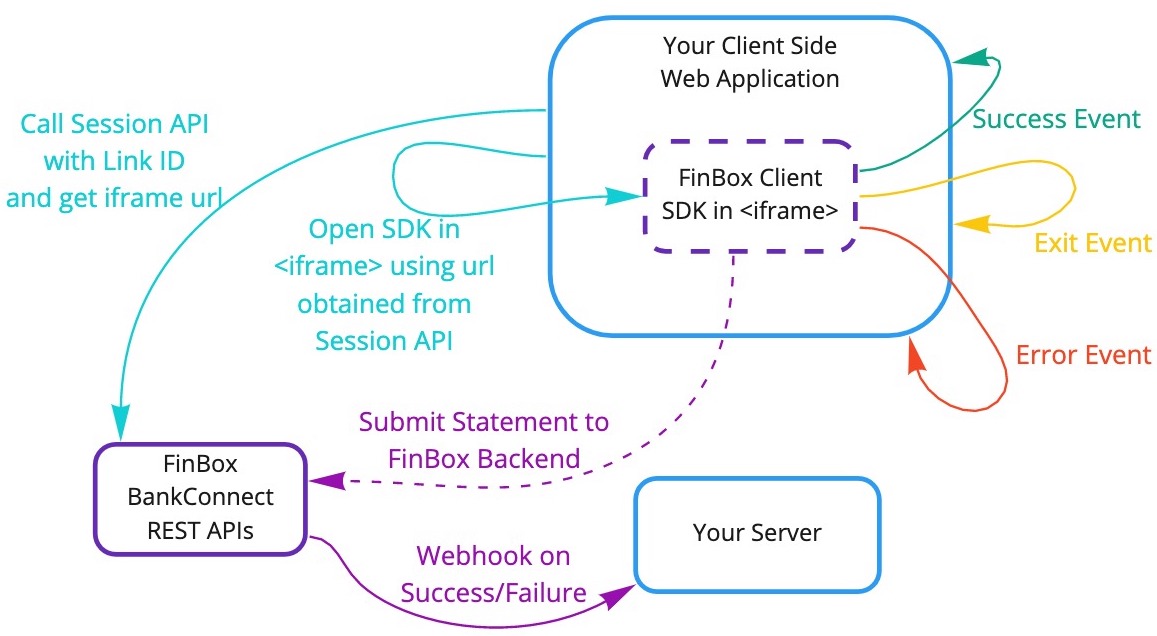 Your Client Side
Web Application
Call Session API
with Link ID
and get iframe url
Success Event
FinBox Client
SDK in <iframe>
Open SDK in
<iframe> using url
obtained from
Session API
Exit Event
Error Event
Submit Statement to
FinBox Backend
FinBox
BankConnect
REST APIs
Your Server
Webhook on
Success/Failure